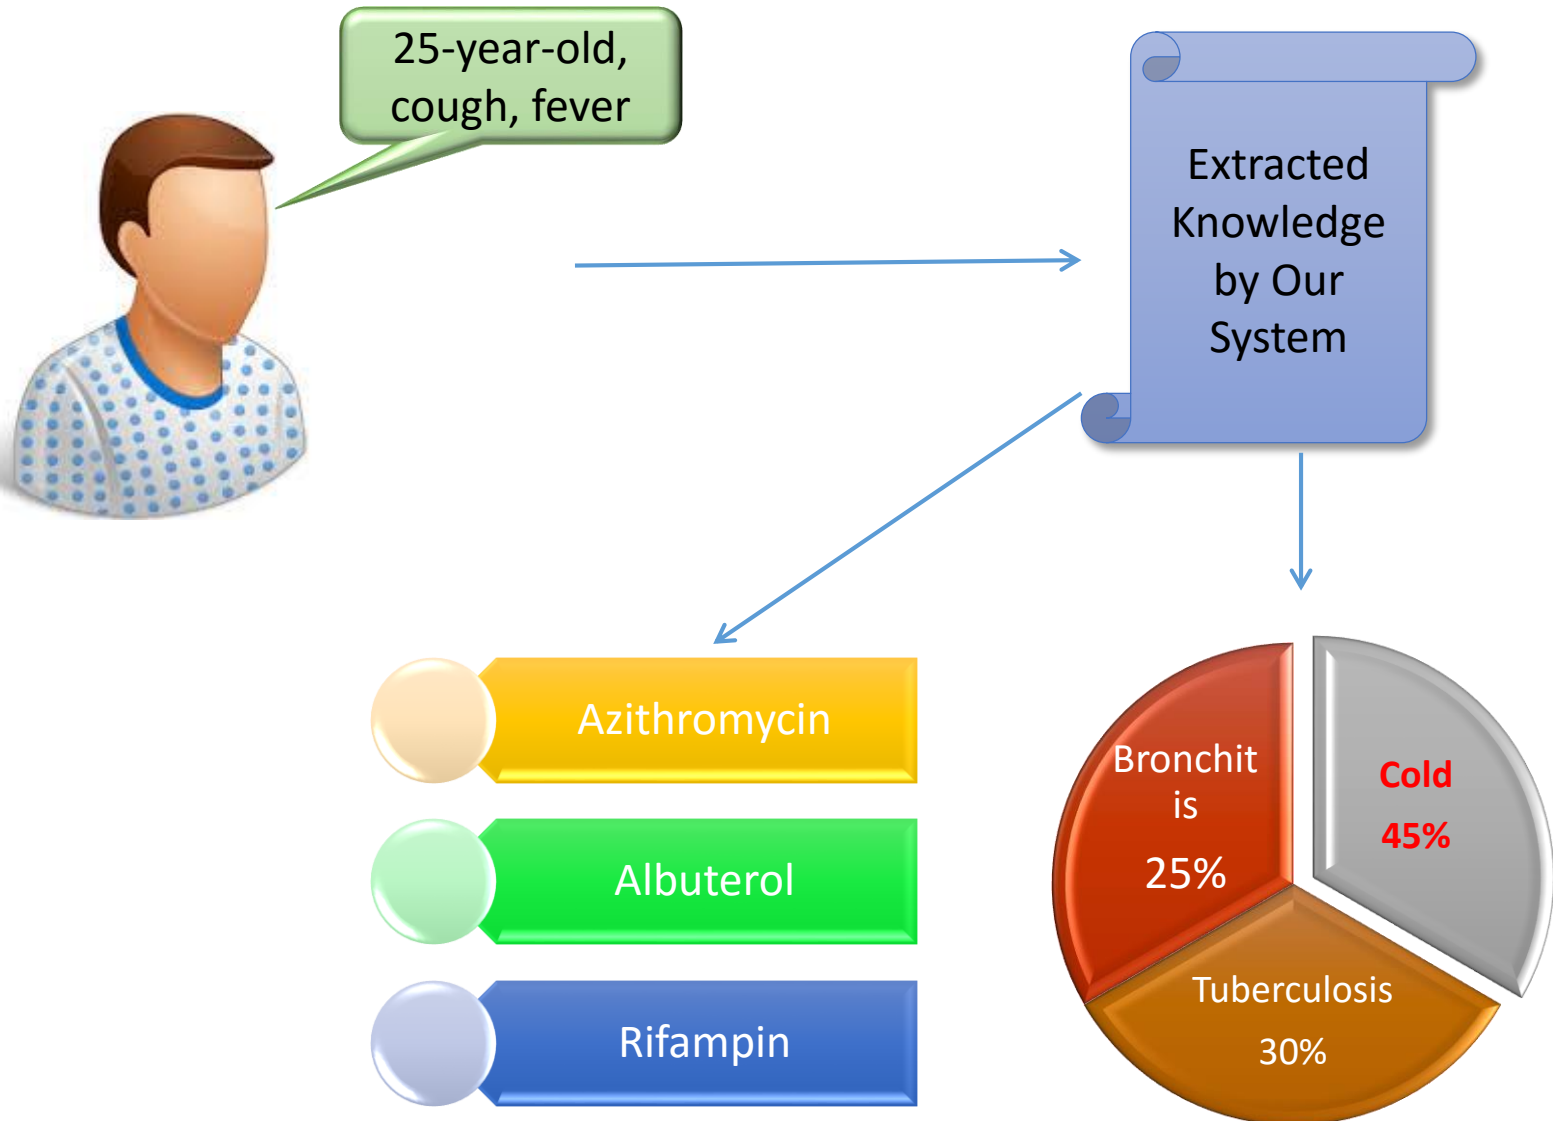 25-year-old,
cough, fever
Extracted
Knowledge
by Our
System
Azithromycin
Albuterol
Rifampin
Bronchit
is
25%
Cold
45%
Tuberculosis
30%